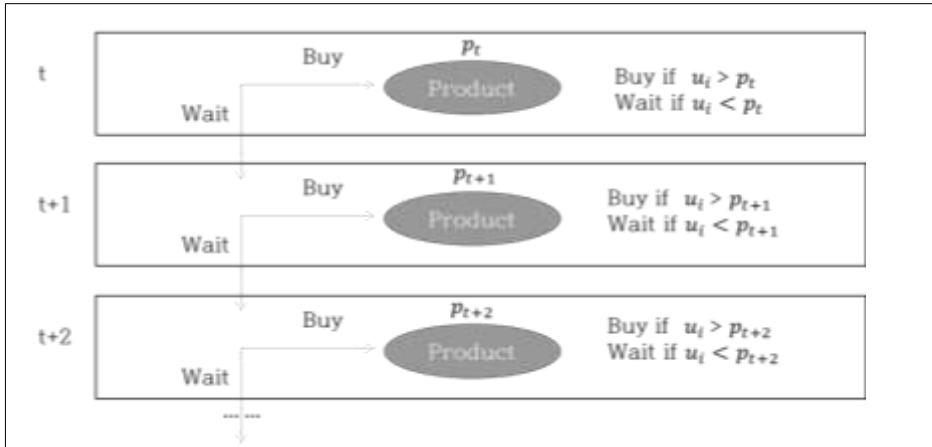 t
Buy
p_t
Product
Wait
Buy if u_i > p_t
Wait if u_i < p_t
t+1
Buy
p_{t+1}
Product
Wait
Buy if u_i > p_{t+1}
Wait if u_i < p_{t+1}
t+2
Buy
p_{t+2}
Product
Wait
Buy if u_i > p_{t+2}
Wait if u_i < p_{t+2}
--- ---